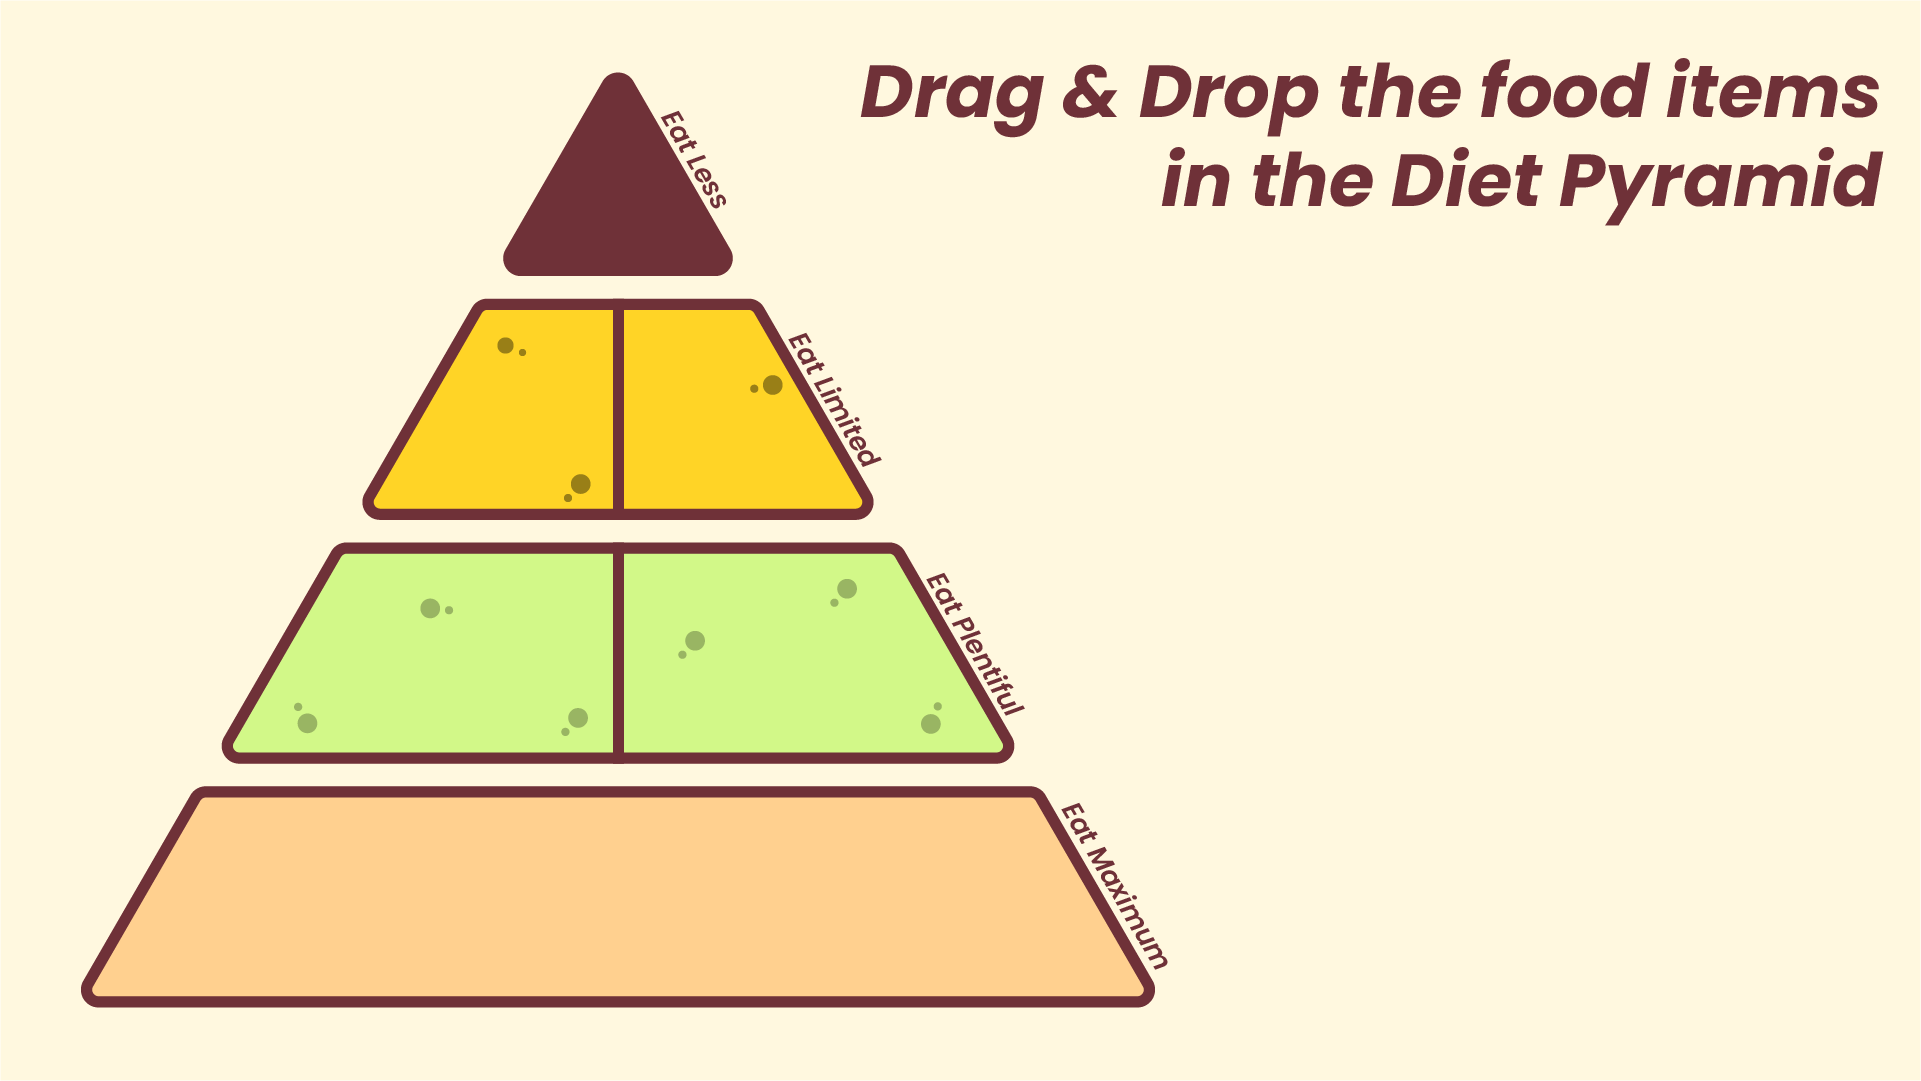 Drag & Drop the food items
in the Diet Pyramid
Eat Less
Eat Limited
Eat Plentiful
Eat Maximum